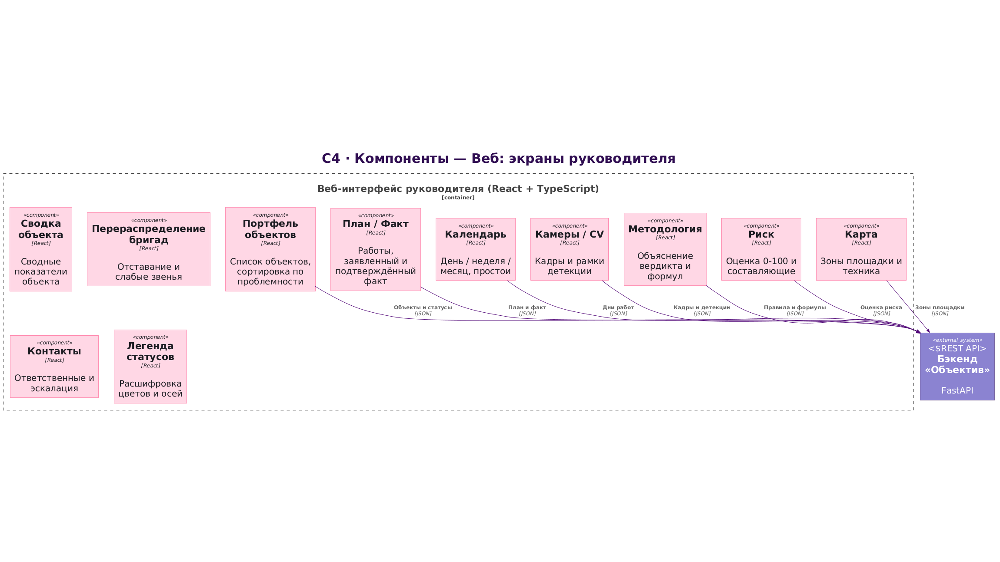 C4 · Компоненты — Веб: экраны руководителя
Веб-интерфейс руководителя (React + TypeScript)
[container]
«component»
Сводка
объекта
[React]
Сводные
показатели
объекта
«component»
Перераспределение
бригад
[React]
Отставание и
слабые звенья
«component»
Портфель
объектов
[React]
Список объектов,
сортировка по
проблемности
«component»
План / Факт
[React]
Работы,
заявленный и
подтверждённый
факт
«component»
Календарь
[React]
День / неделя /
месяц, простои
«component»
Камеры / CV
[React]
Кадры и рамки
детекции
«component»
Методология
[React]
Объяснение
вердикта и
формул
«component»
Риск
[React]
Оценка 0-100 и
составляющие
«component»
Карта
[React]
Зоны площадки и
техника
Объекты и статусы
[JSON]
План и факт
[JSON]
Дни работ
[JSON]
Кадры и детекции
[JSON]
Правила и формулы
[JSON]
Оценка риска
[JSON]
Зоны площадки
[JSON]
«component»
Контакты
[React]
Ответственные и
эскалация
«component»
Легенда
статусов
[React]
Расшифровка
цветов и осей
«external_system»
<$REST API>
Бэкенд
«Объектив»
FastAPI